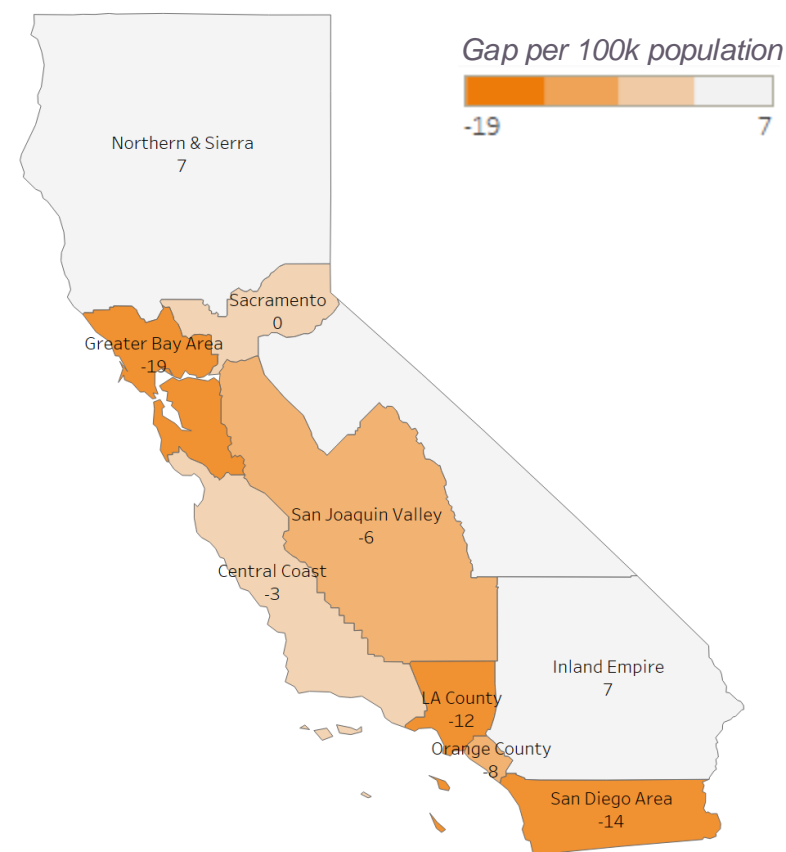 Gap per 100k population
-19 7
Northern & Sierra
7
Sacramento
0
Greater Bay Area
-19
San Joaquin Valley
-6
Central Coast
-3
Inland Empire
7
LA County
-12
Orange County
-8
San Diego Area
-14